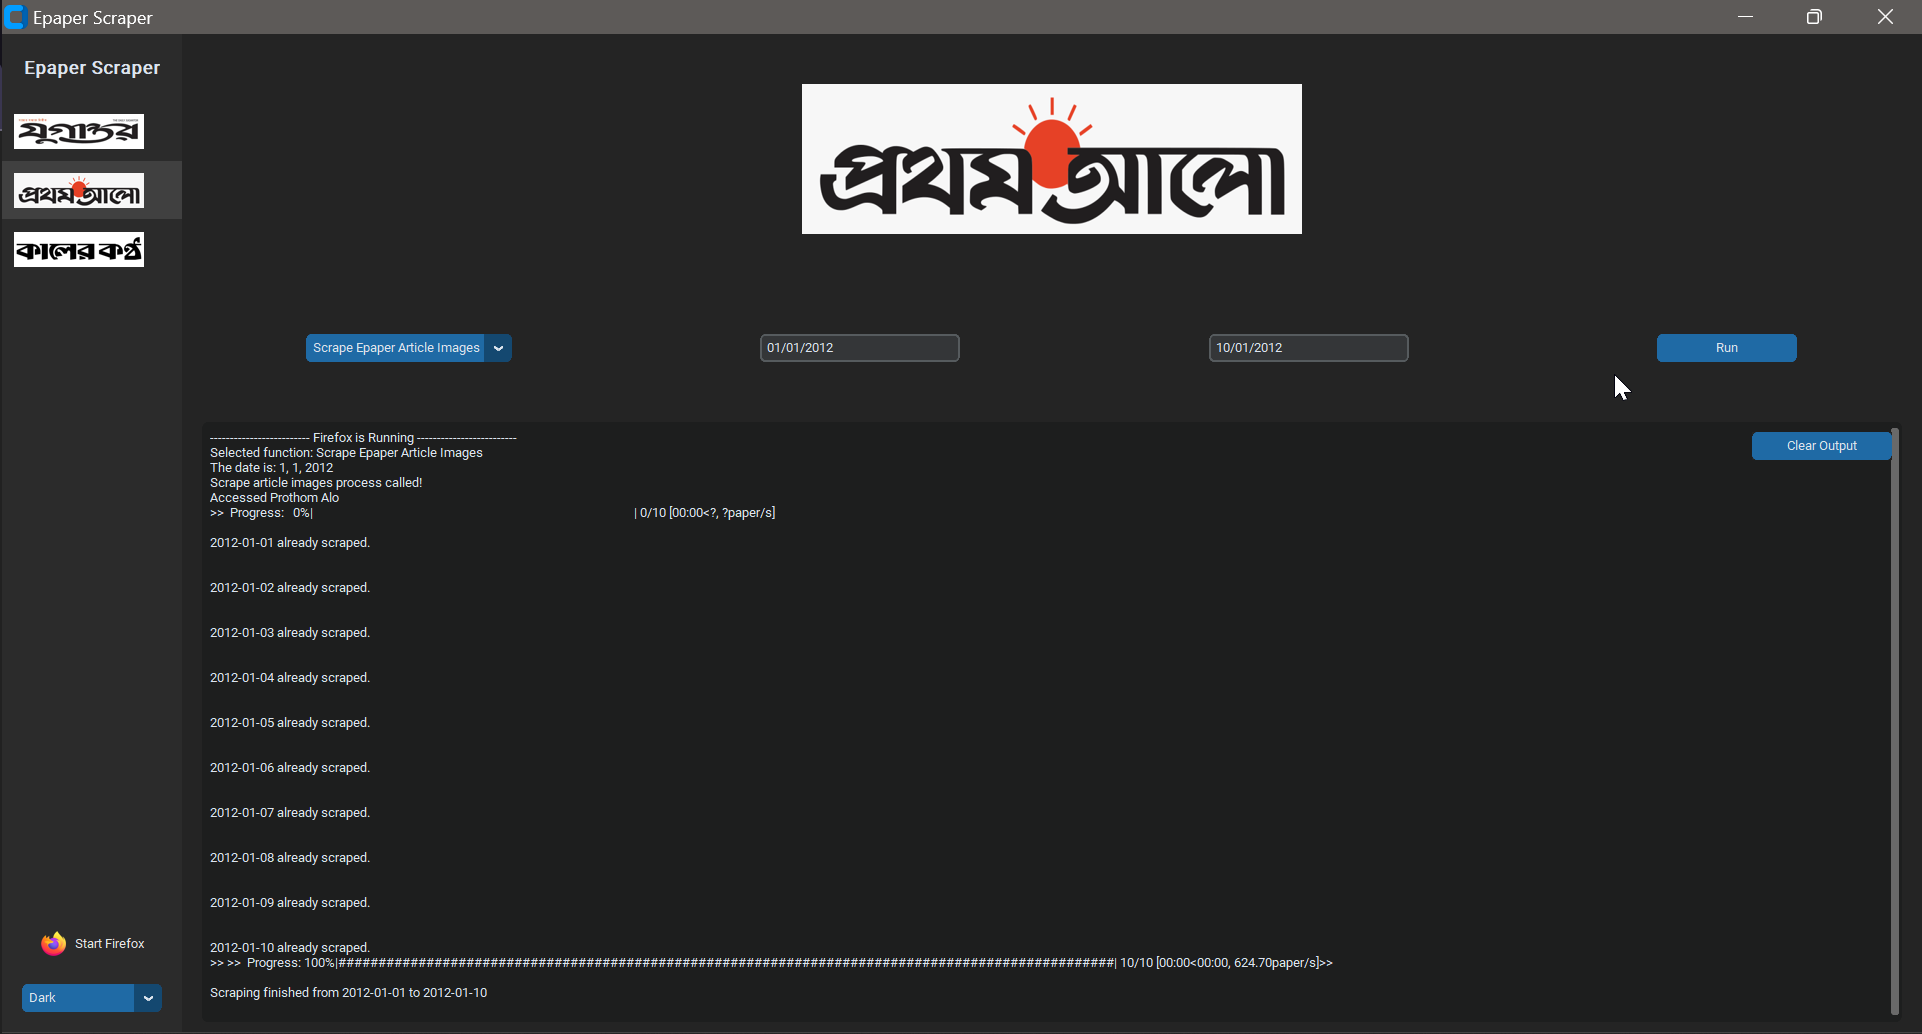 Epaper Scraper
Epaper Scraper
যুগান্তর
প্রথম আলো
কালের কণ্ঠ
প্রথম আলো
Scrape Epaper Article Images
01/01/2012
10/01/2012
Run
Clear Output
------------------------- Firefox is Running -------------------------
Selected function: Scrape Epaper Article Images
The date is: 1, 1, 2012
Scrape article images process called!
Accessed Prothom Alo
>> Progress: 0%| | 0/10 [00:00<?, ?paper/s]
2012-01-01 already scraped.
2012-01-02 already scraped.
2012-01-03 already scraped.
2012-01-04 already scraped.
2012-01-05 already scraped.
2012-01-06 already scraped.
2012-01-07 already scraped.
2012-01-08 already scraped.
2012-01-09 already scraped.
2012-01-10 already scraped.
>> >> Progress: 100%|##################################################################################################| 10/10 [00:00<00:00, 624.70paper/s]>>
Scraping finished from 2012-01-01 to 2012-01-10
Start Firefox
Dark